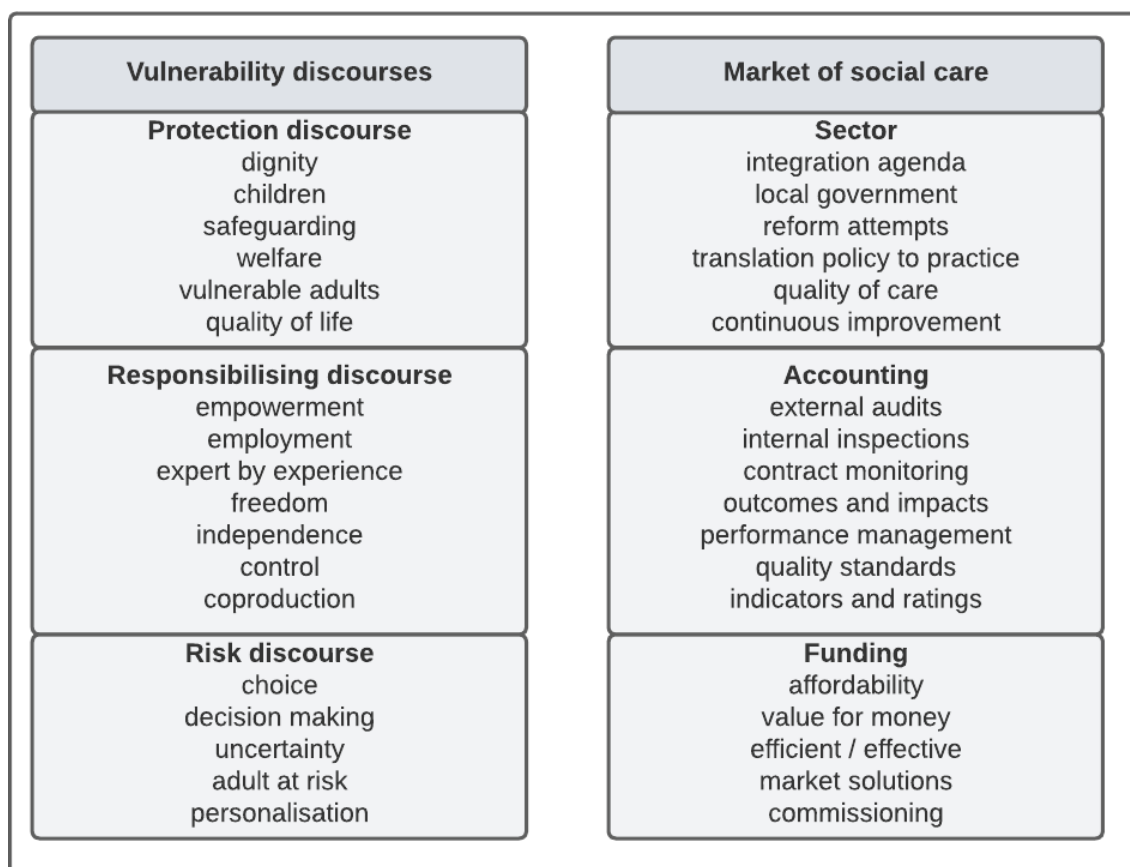 Vulnerability discourses
Protection discourse
dignity
children
safeguarding
welfare
vulnerable adults
quality of life
Responsibilising discourse
empowerment
employment
expert by experience
freedom
independence
control
coproduction
Risk discourse
choice
decision making
uncertainty
adult at risk
personalisation
Market of social care
Sector
integration agenda
local government
reform attempts
translation policy to practice
quality of care
continuous improvement
Accounting
external audits
internal inspections
contract monitoring
outcomes and impacts
performance management
quality standards
indicators and ratings
Funding
affordability
value for money
efficient / effective
market solutions
commissioning